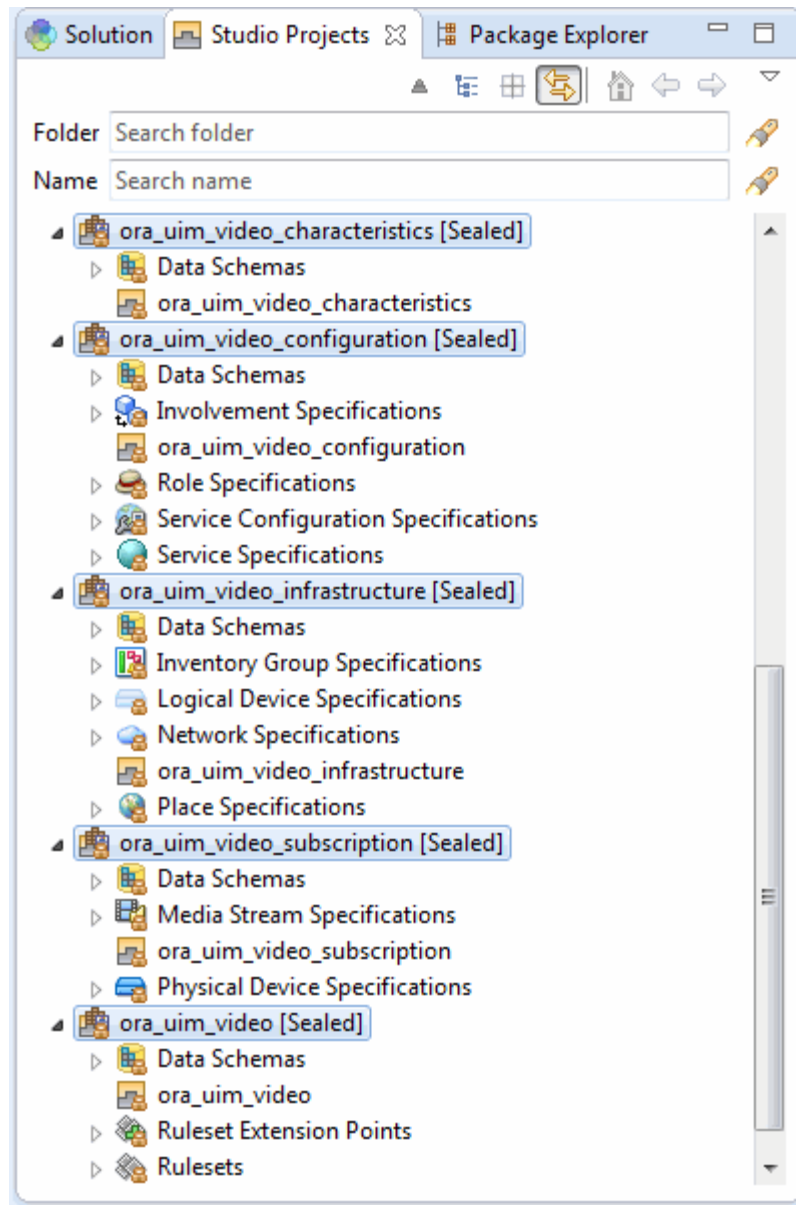 Solution Studio Projects Package Explorer
Folder Search folder
Name Search name
ora_uim_video_characteristics [Sealed]
Data Schemas
ora_uim_video_characteristics
ora_uim_video_configuration [Sealed]
Data Schemas
Involvement Specifications
ora_uim_video_configuration
Role Specifications
Service Configuration Specifications
Service Specifications
ora_uim_video_infrastructure [Sealed]
Data Schemas
Inventory Group Specifications
Logical Device Specifications
Network Specifications
ora_uim_video_infrastructure
Place Specifications
ora_uim_video_subscription [Sealed]
Data Schemas
Media Stream Specifications
ora_uim_video_subscription
Physical Device Specifications
ora_uim_video [Sealed]
Data Schemas
ora_uim_video
Ruleset Extension Points
Rulesets